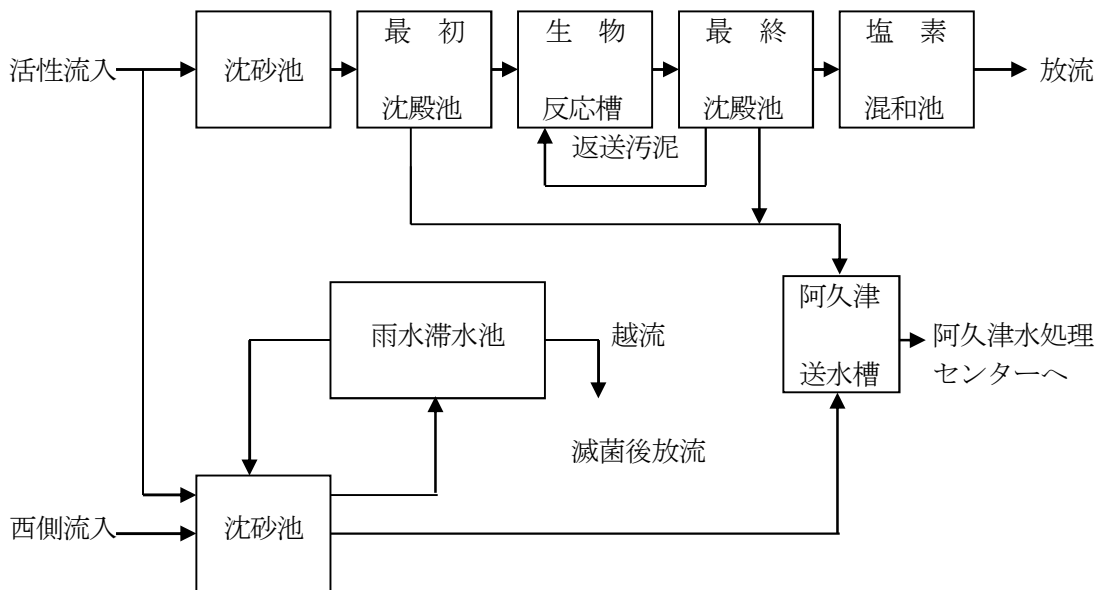 活性流入
沈砂池
最 初
沈殿池
生 物
反応槽
最 終
沈殿池
塩 素
混和池
放流
返送汚泥
雨水滞水池
越流
滅菌後放流
阿久津
送水槽
阿久津水処理
センターへ
西側流入
沈砂池